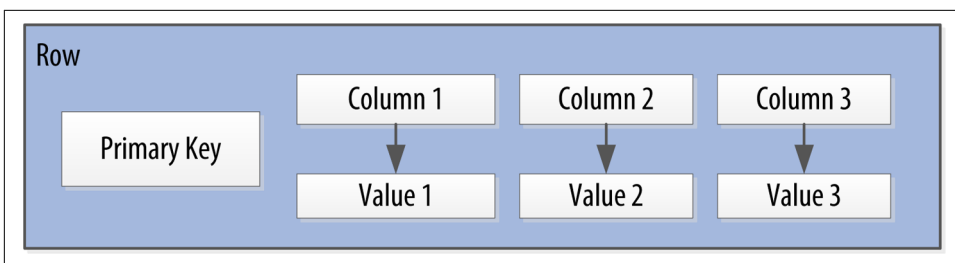 Row
Primary Key
Column 1
Column 2
Column 3
Value 1
Value 2
Value 3